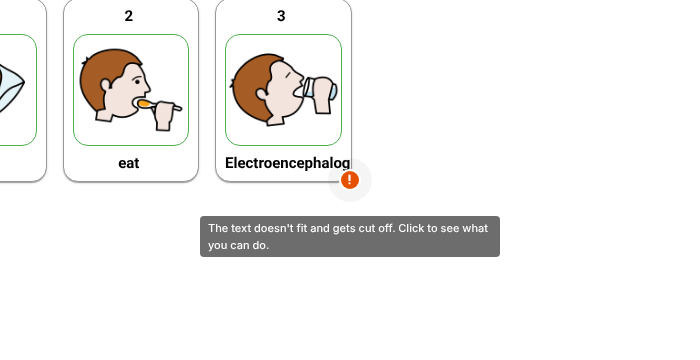 2
3
eat
Electroencephalog
!
The text doesn't fit and gets cut off. Click to see what
you can do.